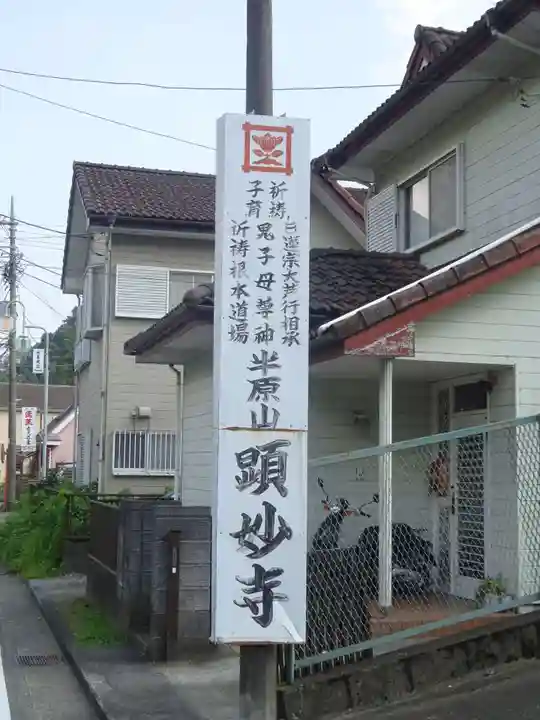 祈祷
子育
日蓮宗大荒行相承
鬼子母尊神
祈祷根本道場
半原山
顕妙寺